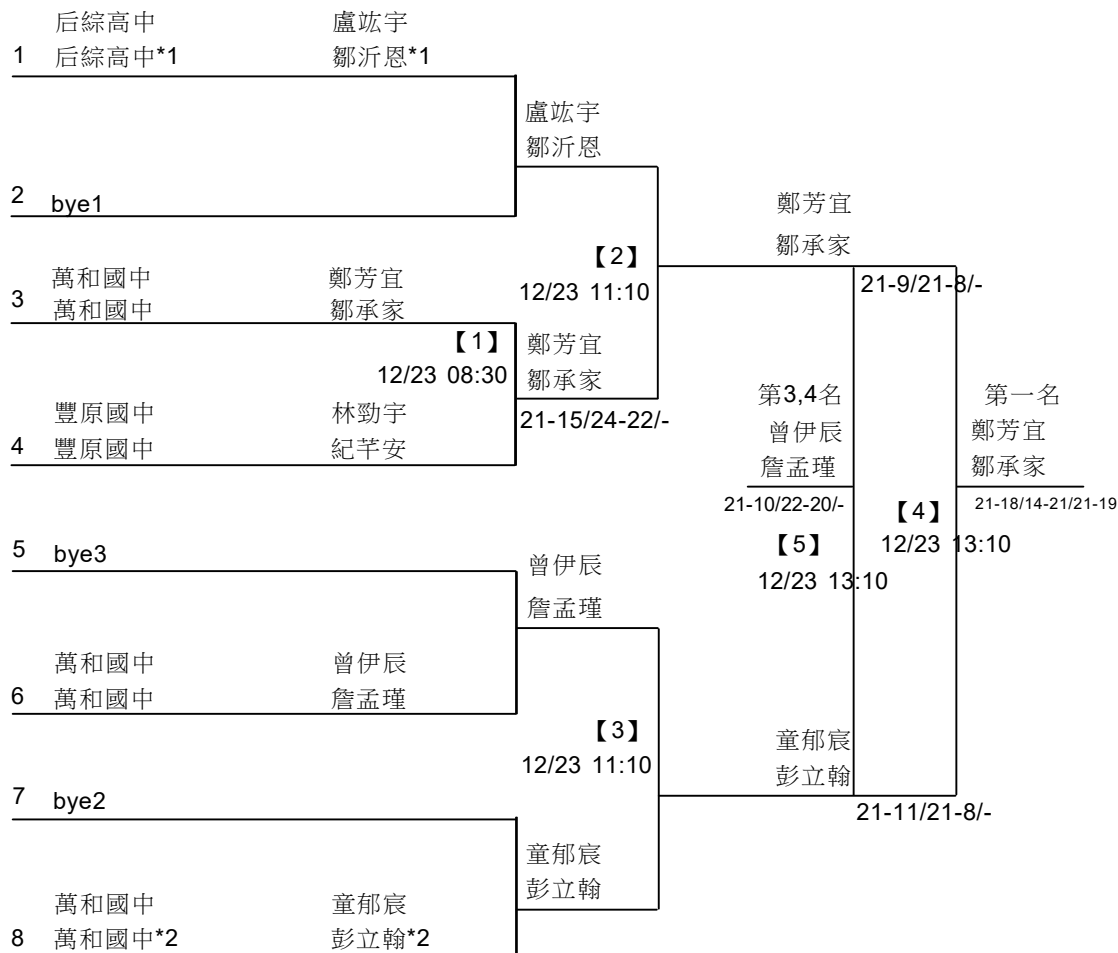 后綜高中 盧竑宇
1 后綜高中*1 鄒沂恩*1
盧竑宇
鄒沂恩
2 bye1
鄭芳宜
鄒承家
【2】
12/23 11:10
21-9/21-8/-
萬和國中 鄭芳宜
3 萬和國中 鄒承家
【1】
12/23 08:30
鄭芳宜
鄒承家
21-15/24-22/-
豐原國中 林勁宇
4 豐原國中 紀芊安
第3,4名
曾伊辰
詹孟瑾
21-10/22-20/-
【5】
12/23 13:10
第一名
鄭芳宜
鄒承家
21-18/14-21/21-19
【4】
12/23 13:10
5 bye3
曾伊辰
詹孟瑾
萬和國中 曾伊辰
6 萬和國中 詹孟瑾
【3】
12/23 11:10
童郁宸
彭立翰
21-11/21-8/-
7 bye2
童郁宸
彭立翰
萬和國中 童郁宸
8 萬和國中*2 彭立翰*2